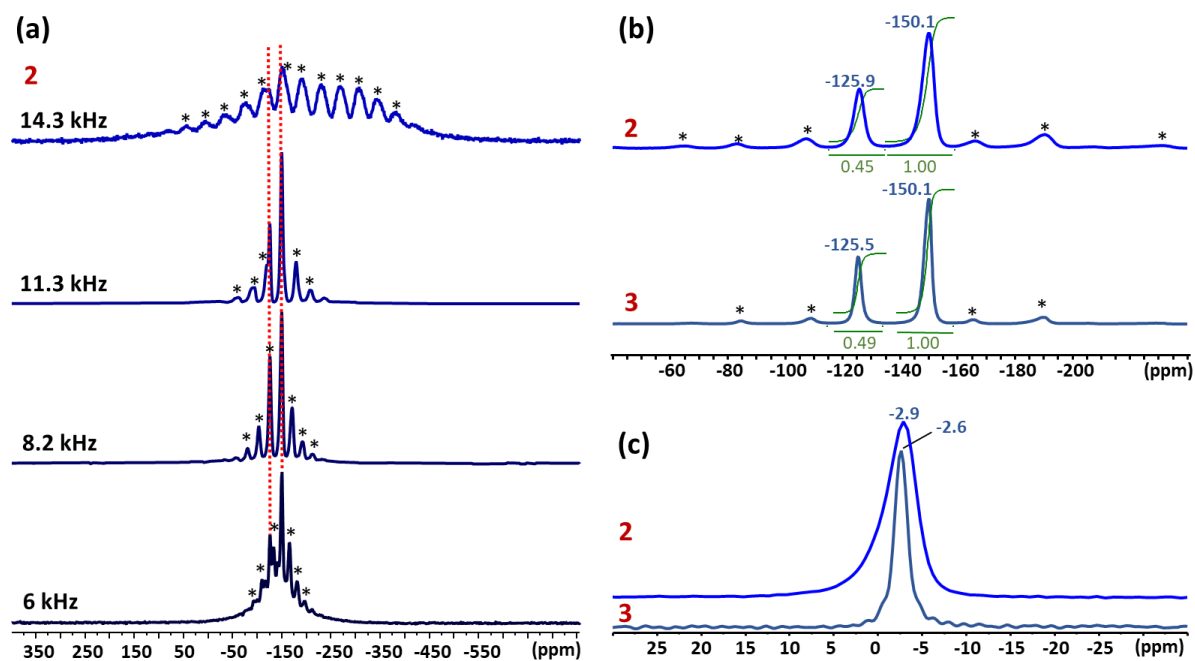 (a)
2
14.3 kHz
* * * * * * * * * * * * *
11.3 kHz
* * * * *
8.2 kHz
* * * * * *
6 kHz
* * * * * *
350 250 150 50 -50 -150 -250 -350 -450 -550 (ppm)
(b)
-150.1
-125.9
2
* * * * * *
0.45 1.00
-150.1
-125.5
3
* * * *
0.49 1.00
-60 -80 -100 -120 -140 -160 -180 -200 (ppm)
(c)
-2.9
-2.6
2
3
25 20 15 10 5 0 -5 -10 -15 -20 -25 (ppm)